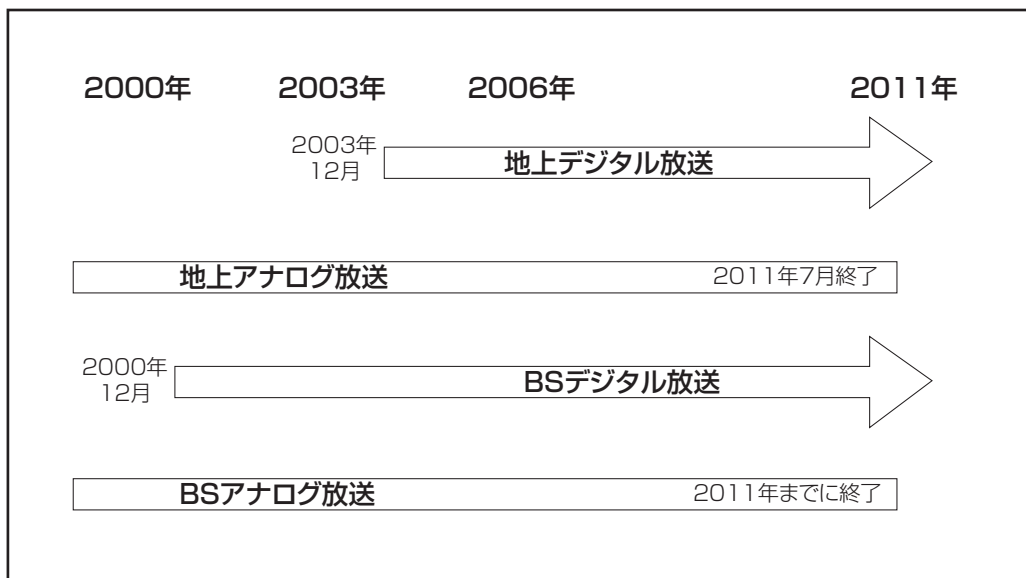 2000年 2003年 2006年 2011年
2003年
12月
地上デジタル放送
地上アナログ放送 2011年7月終了
2000年
12月
BSデジタル放送
BSアナログ放送 2011年までに終了